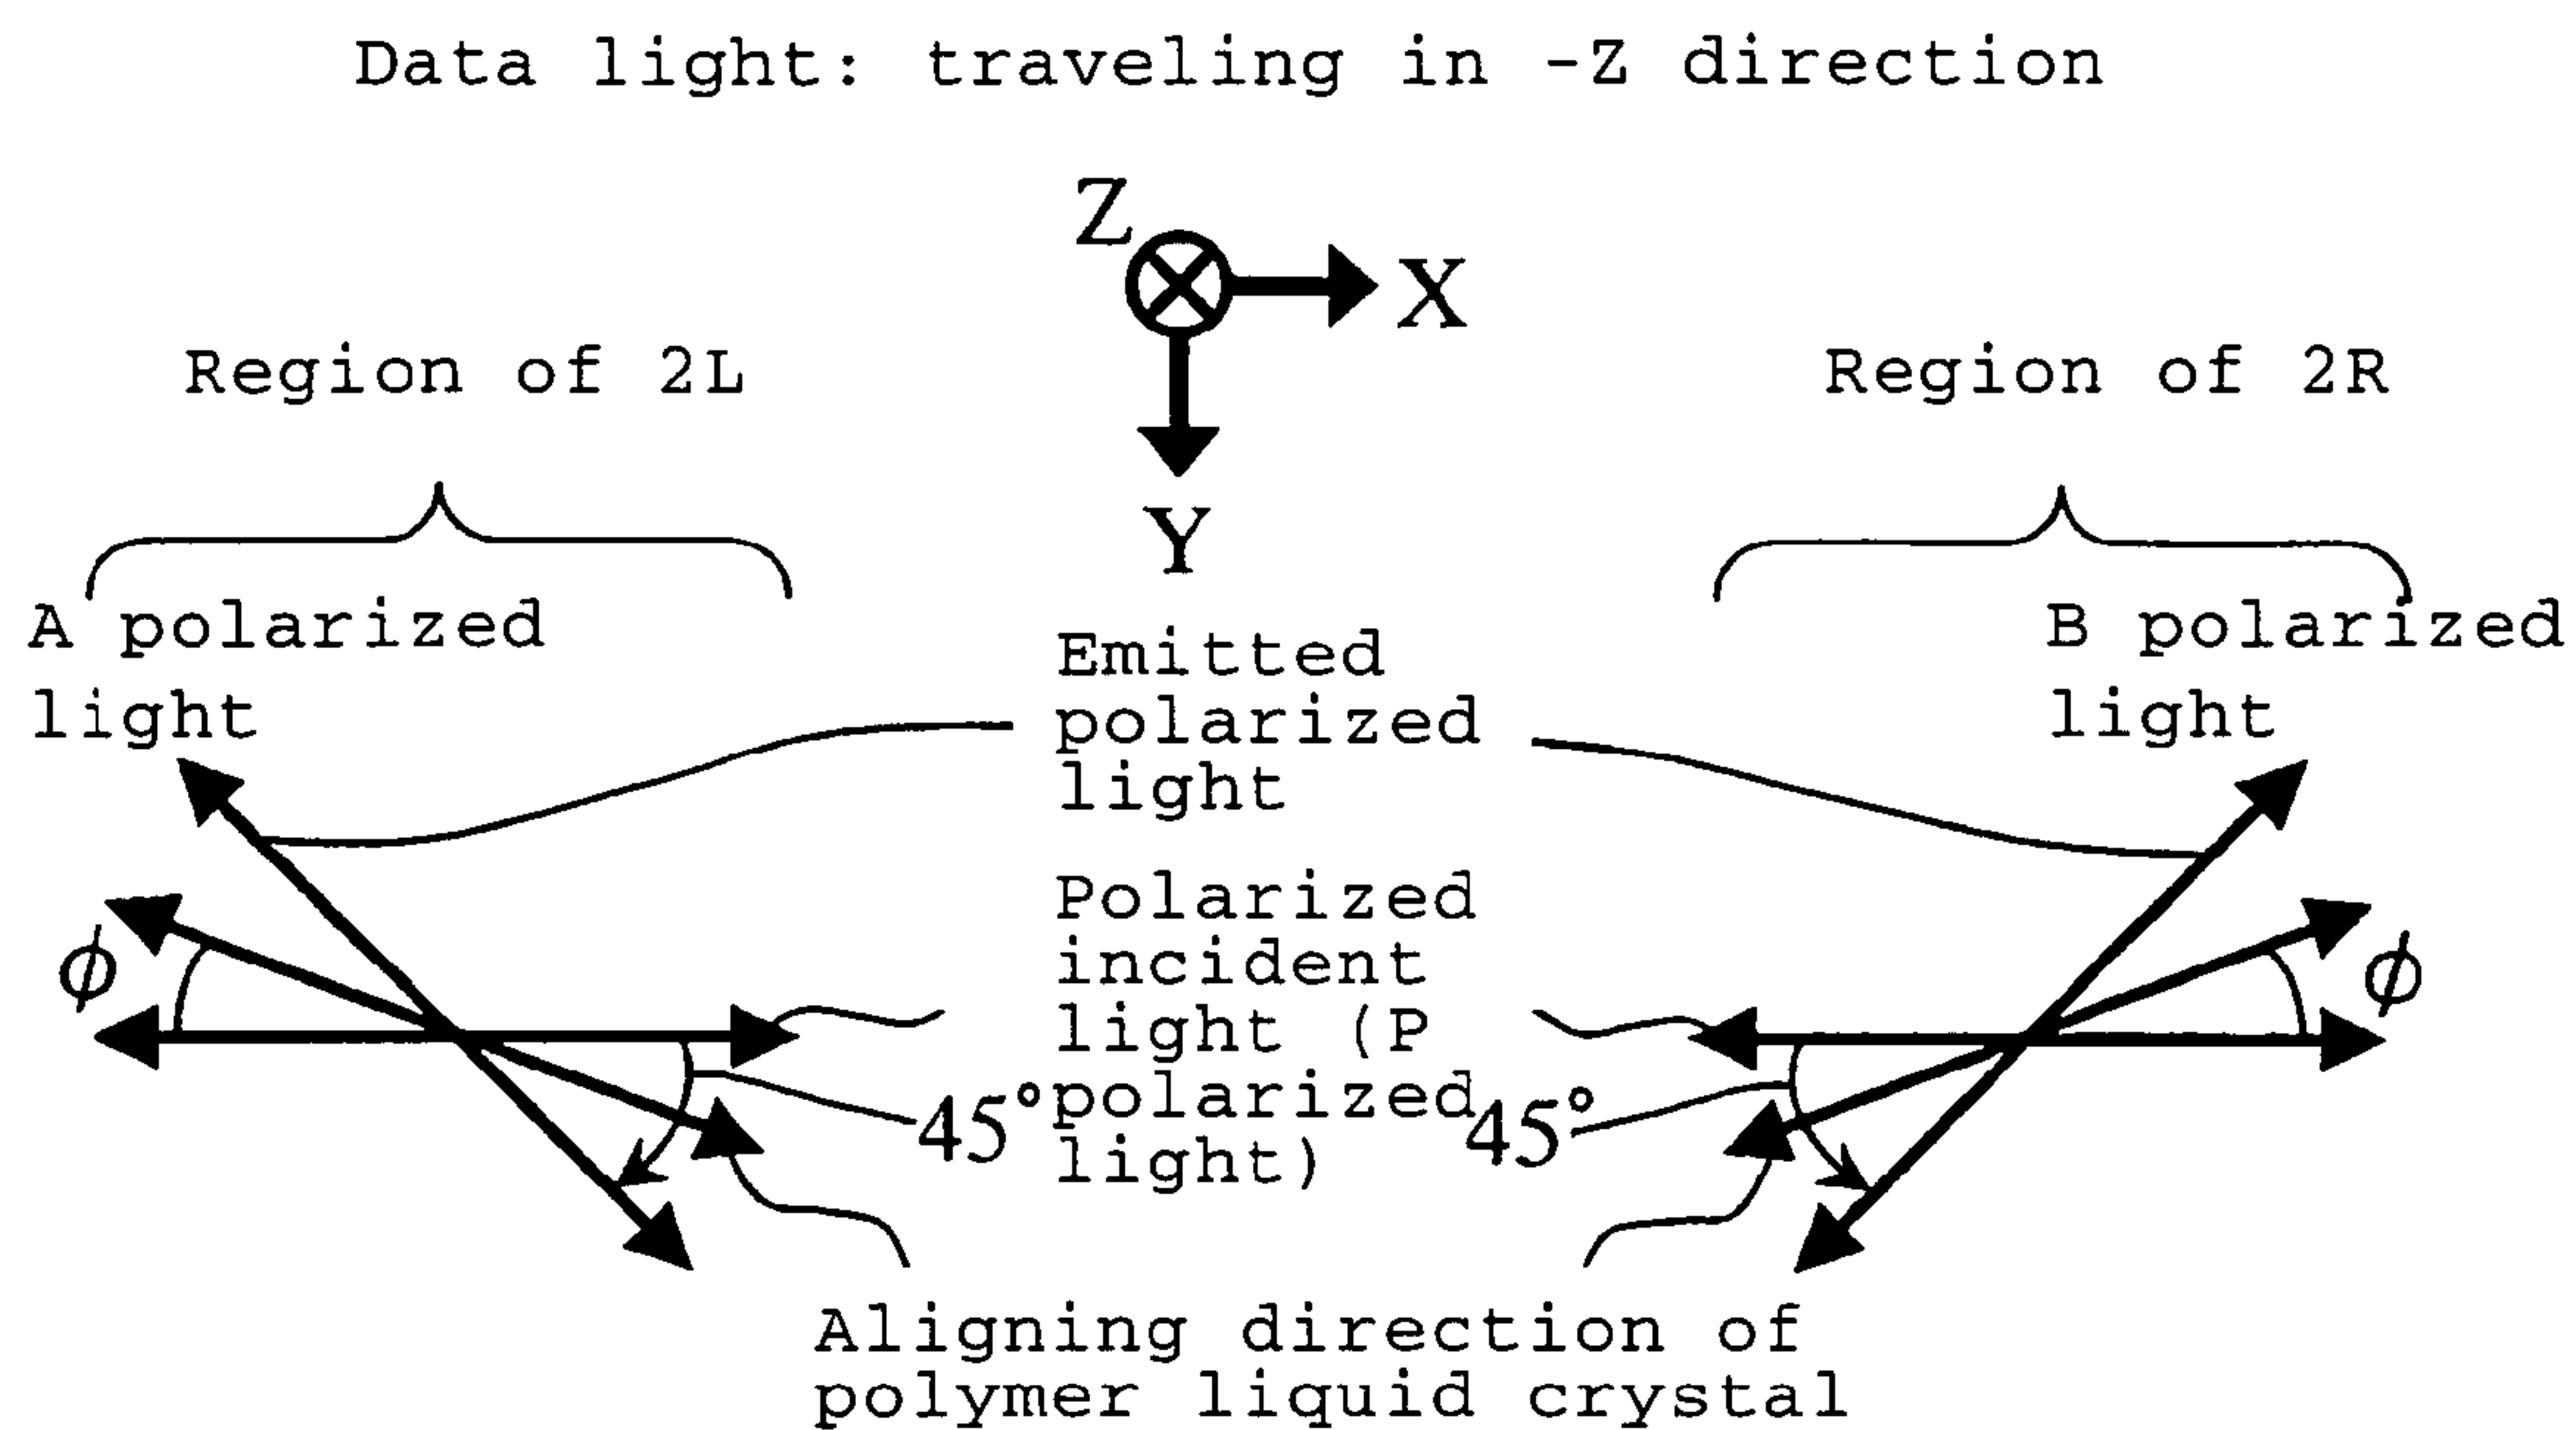 Data light: traveling in -Z direction
Z
X
Y
Region of 2L
Region of 2R
A polarized
light
Emitted
polarized
light
B polarized
light
ϕ
Polarized
incident
light (P
polarized
light)
45°
45°
ϕ
Aligning direction of
polymer liquid crystal